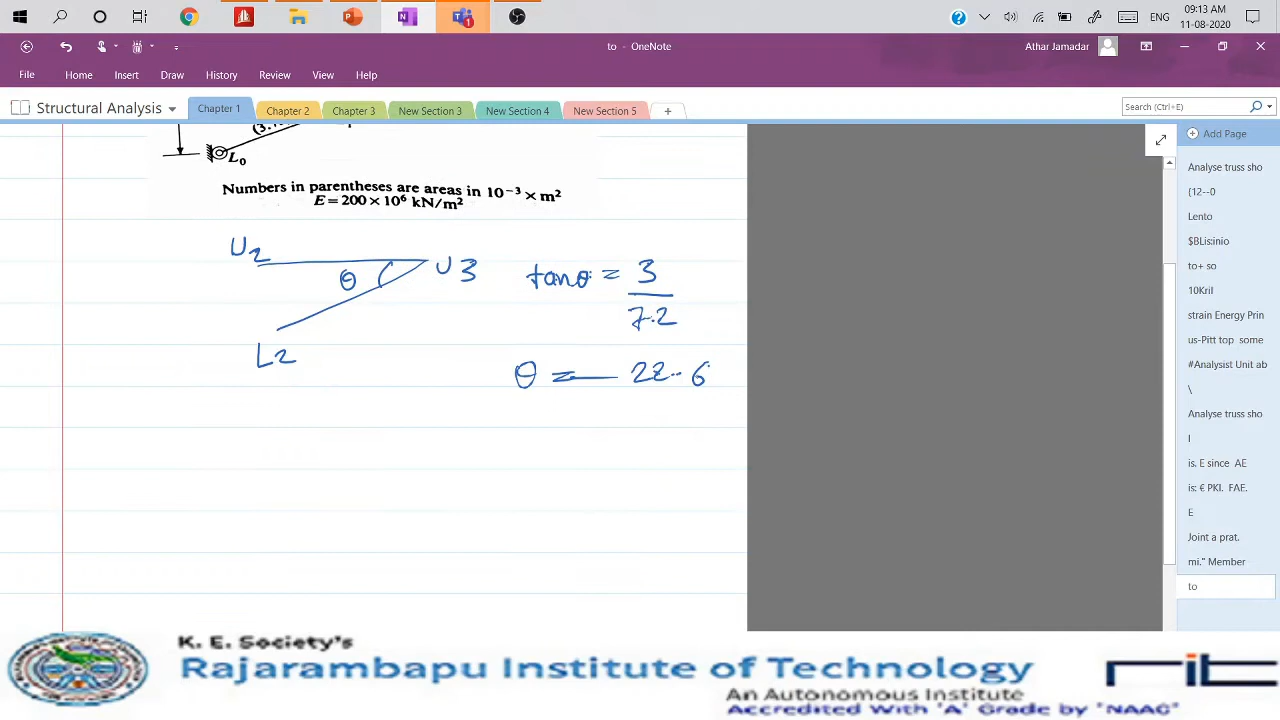 09:13 AM
ENG
11-08-2020
to - OneNote
Athar Jamadar
File Home Insert Draw History Review View Help
Structural Analysis
Chapter 1 Chapter 2 Chapter 3 New Section 3 New Section 4 New Section 5 +
Search (Ctrl+E)
Add Page
L0
Numbers in parentheses are areas in 10⁻³ × m²
E = 200 × 10⁶ kN/m²
U2
θ
U3
L2
tanθ = 3
7.2
θ = 22.6
Analyse truss sho
(12--0
Lento
$BLisinio
to+ so
10Kril
strain Energy Prin
us-Pitt top some
#Analysist Unit ab
\
Analyse truss sho
I
is. E since AE
is: € PKI. FAE.
E
Joint a prat.
mi." Member
to
K. E. Society's
Rajarambapu Institute of Technology
An Autonomous Institute
Accredited With 'A' Grade by "NAAC"
rit